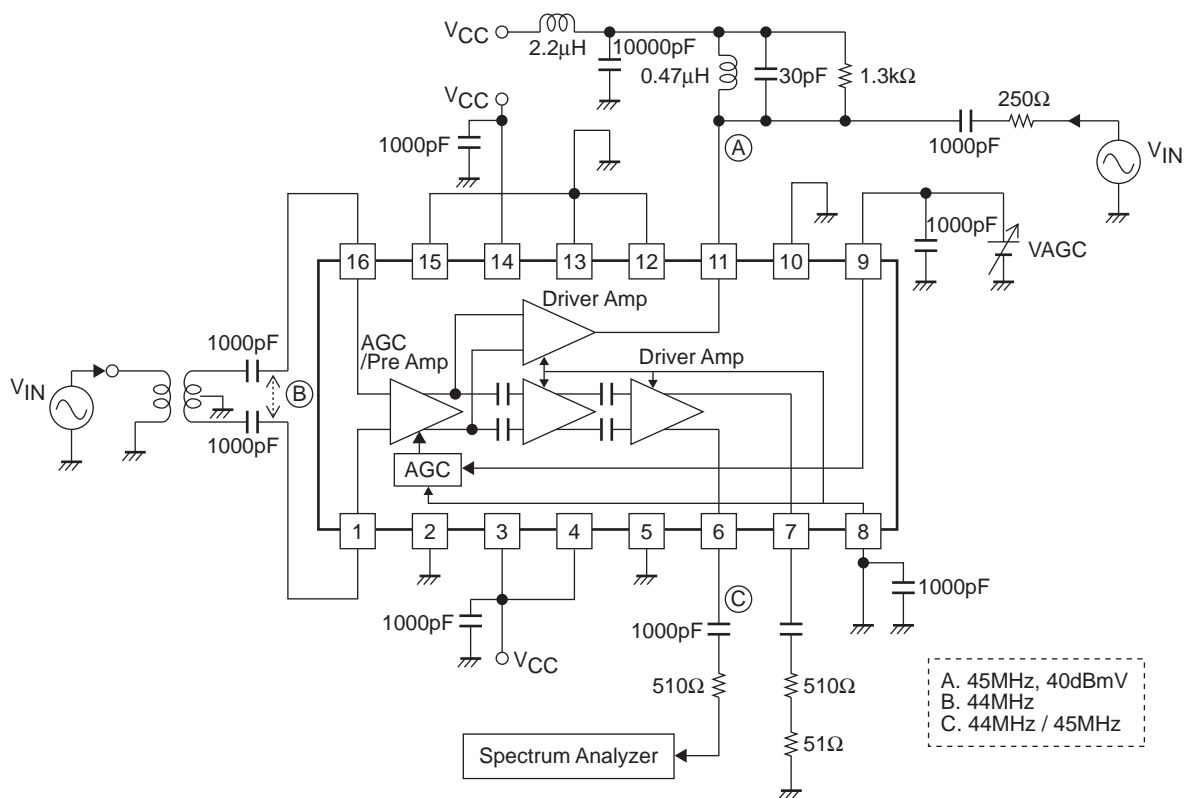 VCC
2.2μH
10000pF
0.47μH
30pF
1.3kΩ
VCC
250Ω
1000pF
A
1000pF
VIN
1000pF
VAGC
16
15
14
13
12
11
10
9
Driver Amp
AGC
/Pre Amp
Driver Amp
1000pF
VIN
B
1000pF
AGC
1
2
3
4
5
6
7
8
1000pF
C
1000pF
1000pF
VCC
510Ω
510Ω
51Ω
Spectrum Analyzer
A. 45MHz, 40dBmV
B. 44MHz
C. 44MHz / 45MHz